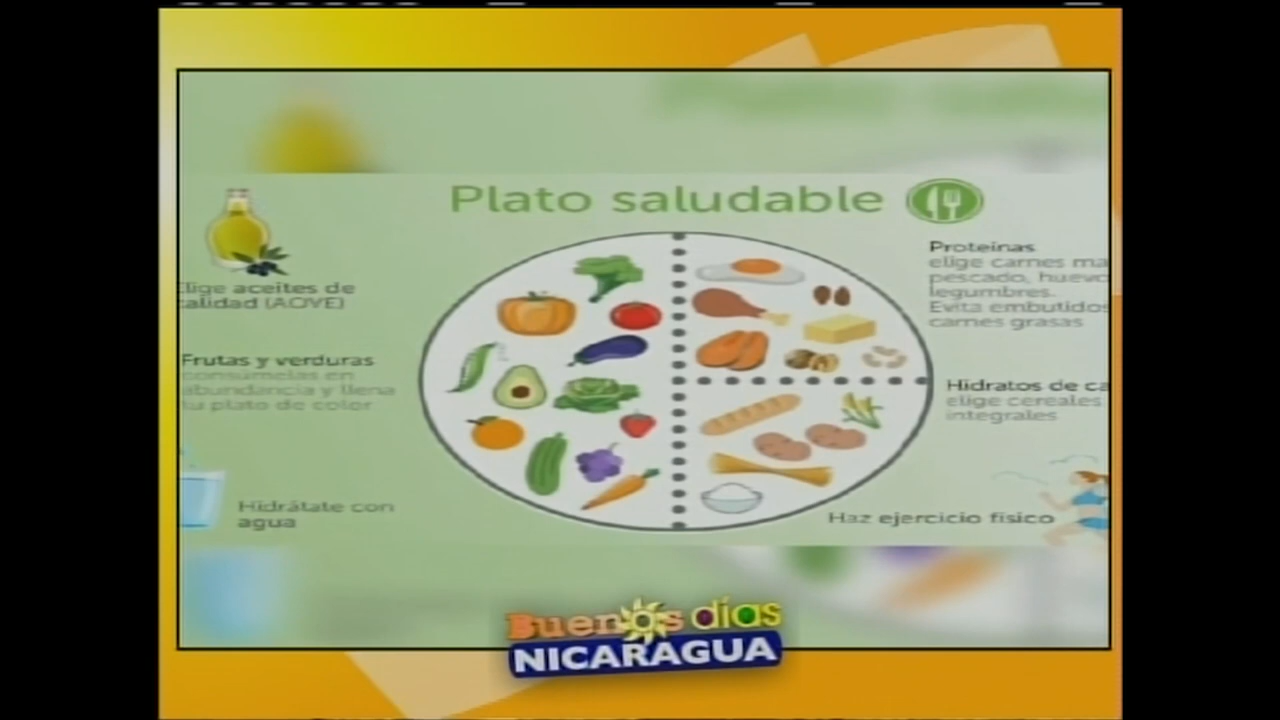 Plato saludable
Elige aceites de
calidad (AOVE)
Frutas y verduras
consúmelas en
abundancia y llena
tu plato de color
Hidrátate con
agua
Proteínas
elige carnes ma
pescado, huevo
legumbres.
Evita embutidos
carnes grasas
Hidratos de ca
elige cereales
integrales
Haz ejercicio físico
Buenos días
NICARAGUA